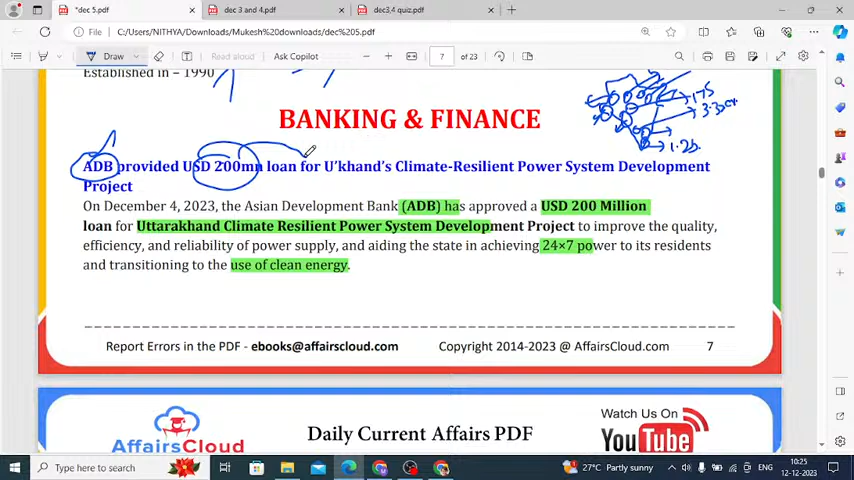 *dec 5.pdf
dec 3 and 4.pdf
dec3,4 quiz.pdf
File
C:/Users/NITHYA/Downloads/Mukesh%20downloads/dec%205.pdf
Draw
Ask Copilot
7
of 23
Established in – 1990
175
1.25
BANKING & FINANCE
ADB provided USD 200mn loan for U'khand's Climate-Resilient Power System Development
Project
On December 4, 2023, the Asian Development Bank (ADB) has approved a USD 200 Million
loan for Uttarakhand Climate Resilient Power System Development Project to improve the quality,
efficiency, and reliability of power supply, and aiding the state in achieving 24×7 power to its residents
and transitioning to the use of clean energy.
Report Errors in the PDF - ebooks@affairscloud.com
Copyright 2014-2023 @ AffairsCloud.com
7
AffairsCloud
Daily Current Affairs PDF
Watch Us On
YouTube
Type here to search
27°C Partly sunny
ENG
10:25
12-12-2023